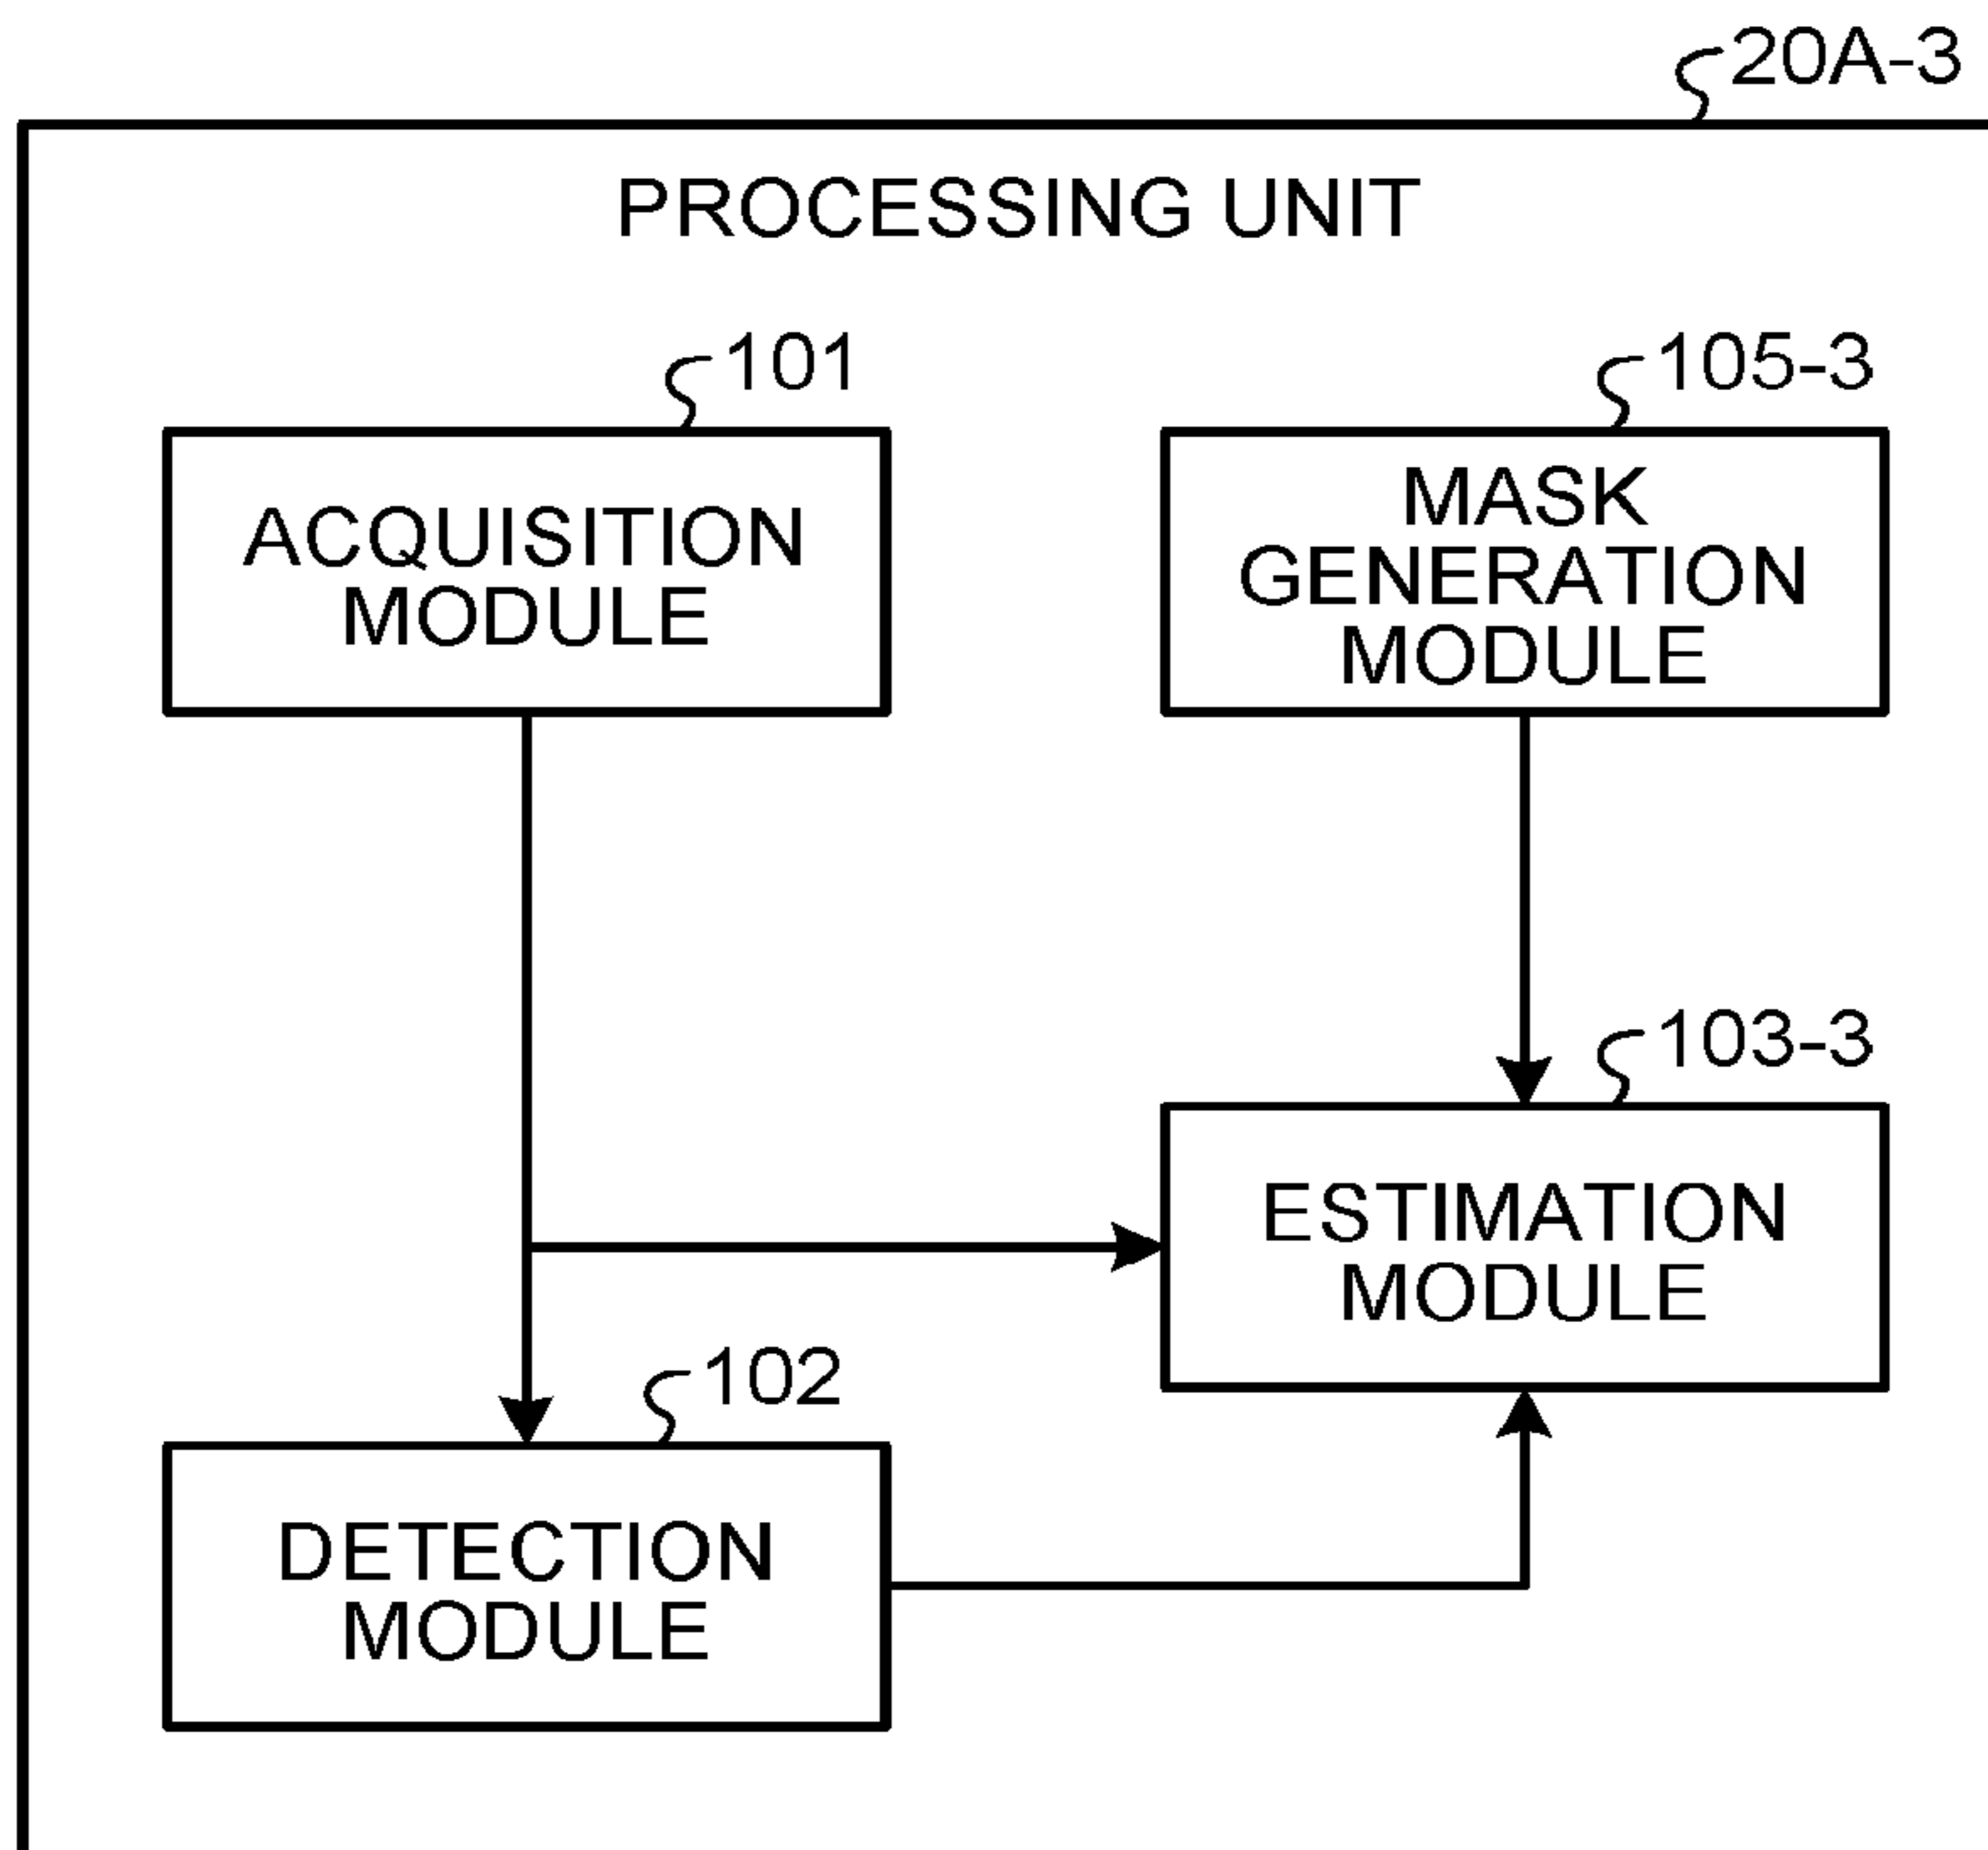 20A-3
PROCESSING UNIT
101
ACQUISITION
MODULE
105-3
MASK
GENERATION
MODULE
103-3
ESTIMATION
MODULE
102
DETECTION
MODULE